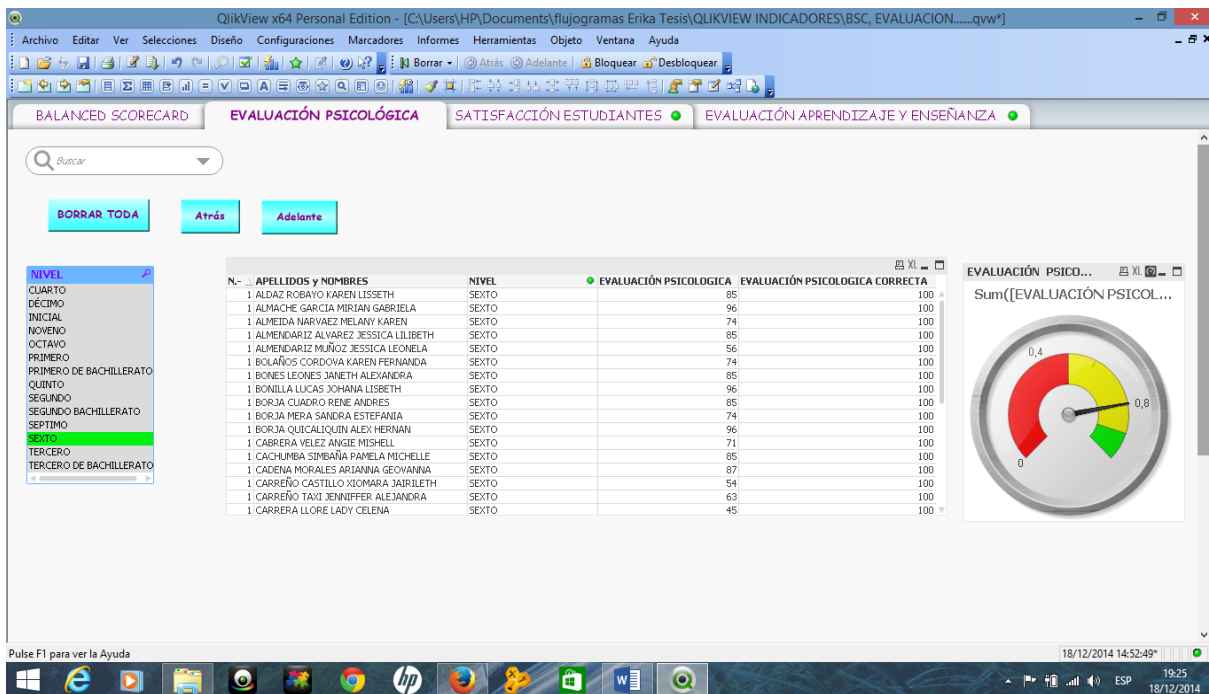 QlikView x64 Personal Edition - [C:\Users\HP\Documents\flujogramas Erika Tesis\QLIKVIEW INDICADORES\BSC, EVALUACION.......qvw*]
Archivo Editar Ver Selecciones Diseño Configuraciones Marcadores Informes Herramientas Objeto Ventana Ayuda
Borrar Atrás Adelante Bloquear Desbloquear
BALANCED SCORECARD EVALUACIÓN PSICOLÓGICA SATISFACCIÓN ESTUDIANTES EVALUACIÓN APRENDIZAJE Y ENSEÑANZA
Buscar
BORRAR TODA Atrás Adelante
NIVEL
CUARTO
DÉCIMO
INICIAL
NOVENO
OCTAVO
PRIMERO
PRIMERO DE BACHILLERATO
QUINTO
SEGUNDO
SEGUNDO BACHILLERATO
SEPTIMO
SEXTO
TERCERO
TERCERO DE BACHILLERATO
XL
N.- APELLIDOS y NOMBRES NIVEL EVALUACIÓN PSICOLOGICA EVALUACIÓN PSICOLOGICA CORRECTA
1 ALDAZ ROBAYO KAREN LISSETH SEXTO 85 100
1 ALMACHE GARCIA MIRIAN GABRIELA SEXTO 96 100
1 ALMEIDA NARVAEZ MELANY KAREN SEXTO 74 100
1 ALMENDARIZ ALVAREZ JESSICA LILIBETH SEXTO 85 100
1 ALMENDARIZ MUÑOZ JESSICA LEONELA SEXTO 56 100
1 BOLAÑOS CORDOVA KAREN FERNANDA SEXTO 74 100
1 BONES LEONES JANETH ALEXANDRA SEXTO 85 100
1 BONILLA LUCAS JOHANA LISBETH SEXTO 96 100
1 BORJA CUADRO RENE ANDRES SEXTO 85 100
1 BORJA MERA SANDRA ESTEFANIA SEXTO 74 100
1 BORJA QUICALIQUIN ALEX HERNAN SEXTO 96 100
1 CABRERA VELEZ ANGIE MISHELL SEXTO 71 100
1 CACHUMBA SIMBAÑA PAMELA MICHELLE SEXTO 85 100
1 CADENA MORALES ARIANNA GEOVANNA SEXTO 87 100
1 CARREÑO CASTILLO XIOMARA JAIRILETH SEXTO 54 100
1 CARREÑO TAXI JENNIFFER ALEJANDRA SEXTO 63 100
1 CARRERA LLORE LADY CELENA SEXTO 45 100
EVALUACIÓN PSICO... XL
Sum([EVALUACIÓN PSICOL...
0,4
0,8
0
Pulse F1 para ver la Ayuda 18/12/2014 14:52:49*
hp ESP 19:25
18/12/2014